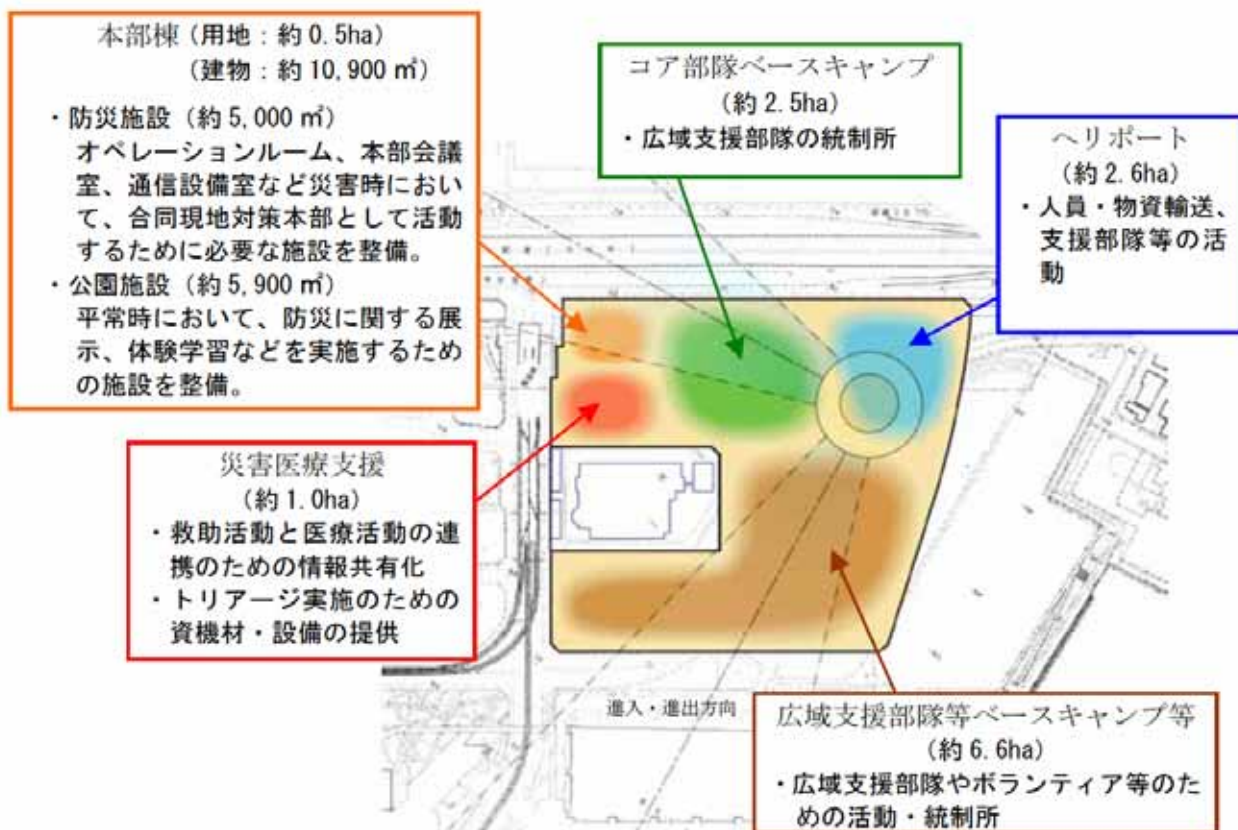 本部棟（用地：約0.5ha）
（建物：約10,900㎡）
・防災施設（約5,000㎡）
オペレーションルーム、本部会議
室、通信設備室など災害時におい
て、合同現地対策本部として活動
するために必要な施設を整備。
・公園施設（約5,900㎡）
平常時において、防災に関する展
示、体験学習などを実施するため
の施設を整備。
コア部隊ベースキャンプ
（約2.5ha）
・広域支援部隊の統制所
ヘリポート
（約2.6ha）
・人員・物資輸送、
支援部隊等の活
動
災害医療支援
（約1.0ha）
・救助活動と医療活動の連
携のための情報共有化
・トリアージ実施のための
資機材・設備の提供
進入・進出方向
広域支援部隊等ベースキャンプ等
（約6.6ha）
・広域支援部隊やボランティア等のた
めの活動・統制所